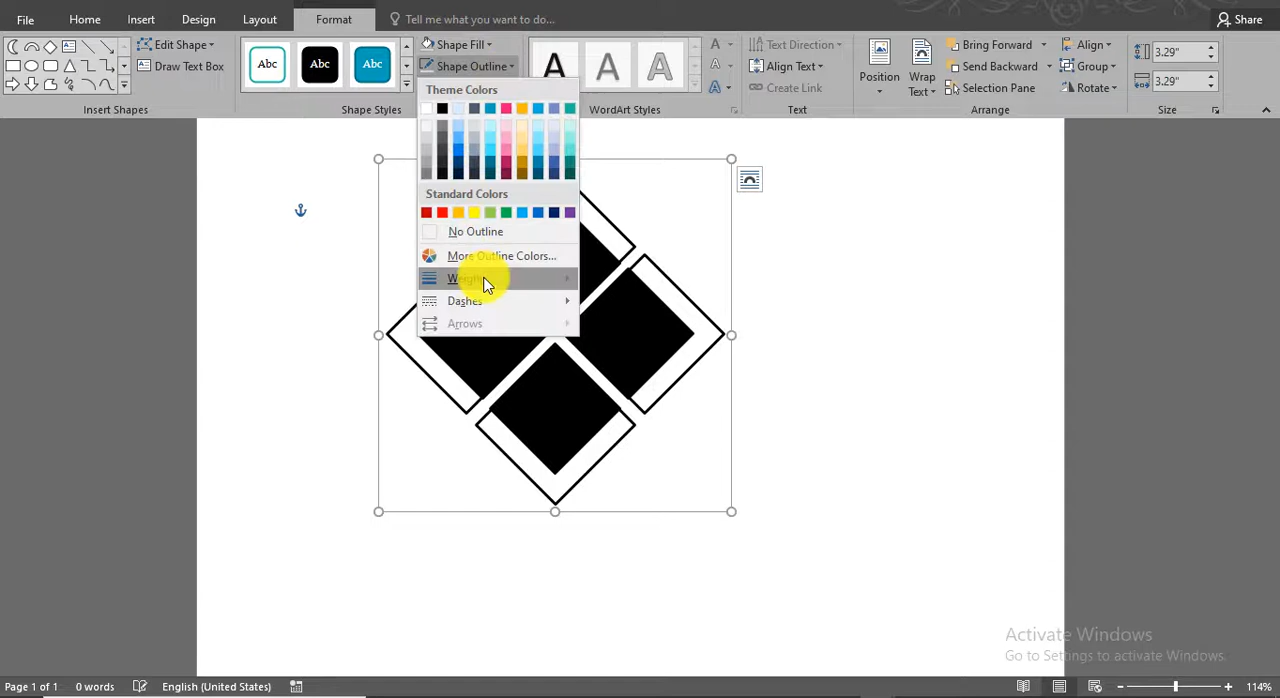 File Home Insert Design Layout Format Tell me what you want to do... Share
Edit Shape
Draw Text Box
Insert Shapes
Abc Abc Abc
Shape Styles
Shape Fill
Shape Outline
A A A
WordArt Styles
Text Direction
Align Text
Create Link
Text
Position
Wrap Text
Bring Forward
Send Backward
Selection Pane
Align
Group
Rotate
Arrange
3.29"
3.29"
Size
Theme Colors
Standard Colors
No Outline
More Outline Colors...
Weight
Dashes
Arrows
Activate Windows
Go to Settings to activate Windows.
Page 1 of 1 0 words English (United States) 114%